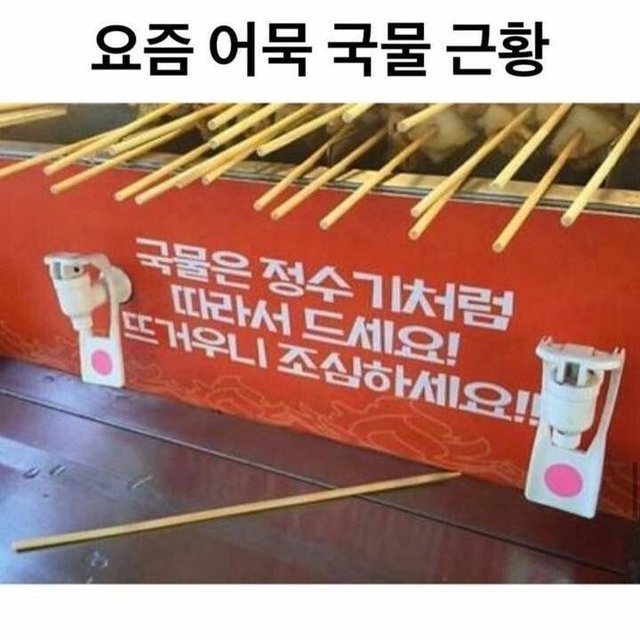 요즘 어묵 국물 근황
국물은 정수기처럼
따라서 드세요!
뜨거우니 조심하세요!!